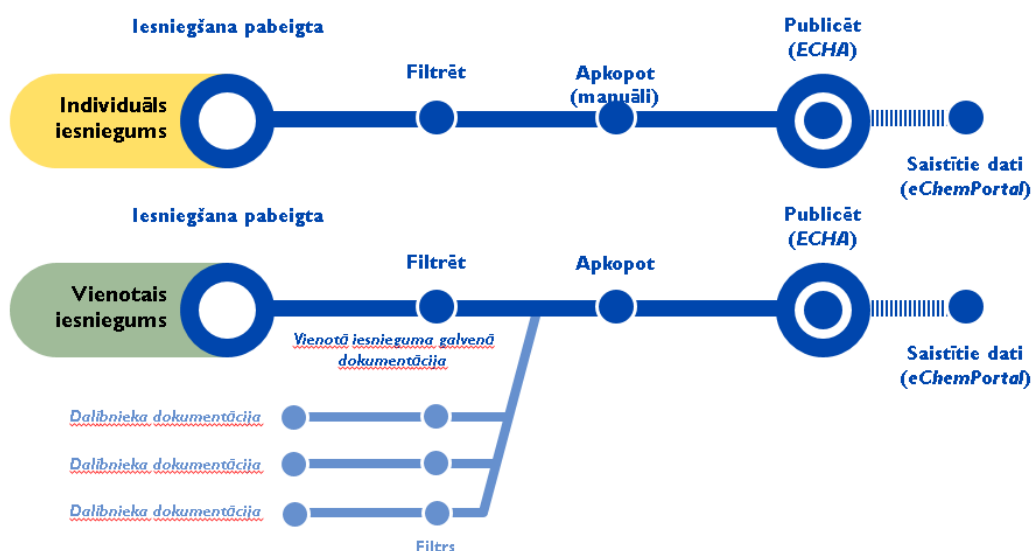 Iesniegšana pabeigta
Publicēt
(ECHA)
Filtrēt
Apkopot
(manuāli)
Individuāls
iesniegums
Saistītie dati
(eChemPortal)
Iesniegšana pabeigta
Publicēt
(ECHA)
Filtrēt
Apkopot
Vienotais
iesniegums
Vienotā iesnieguma galvenā
dokumentācija
Saistītie dati
(eChemPortal)
Dalībnieka dokumentācija
Dalībnieka dokumentācija
Dalībnieka dokumentācija
Filtrs